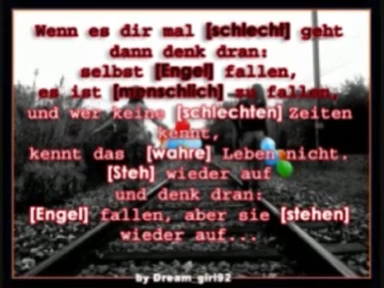 Wenn es dir mal [schlecht] geht
dann denk dran:
selbst [Engel] fallen,
es ist [menschlich] zu fallen,
und wer keine [schlechten] Zeiten
kennt,
kennt das [wahre] Leben nicht.
[Steh] wieder auf
und denk dran:
[Engel] fallen, aber sie [stehen]
wieder auf...
by Dream_girl92